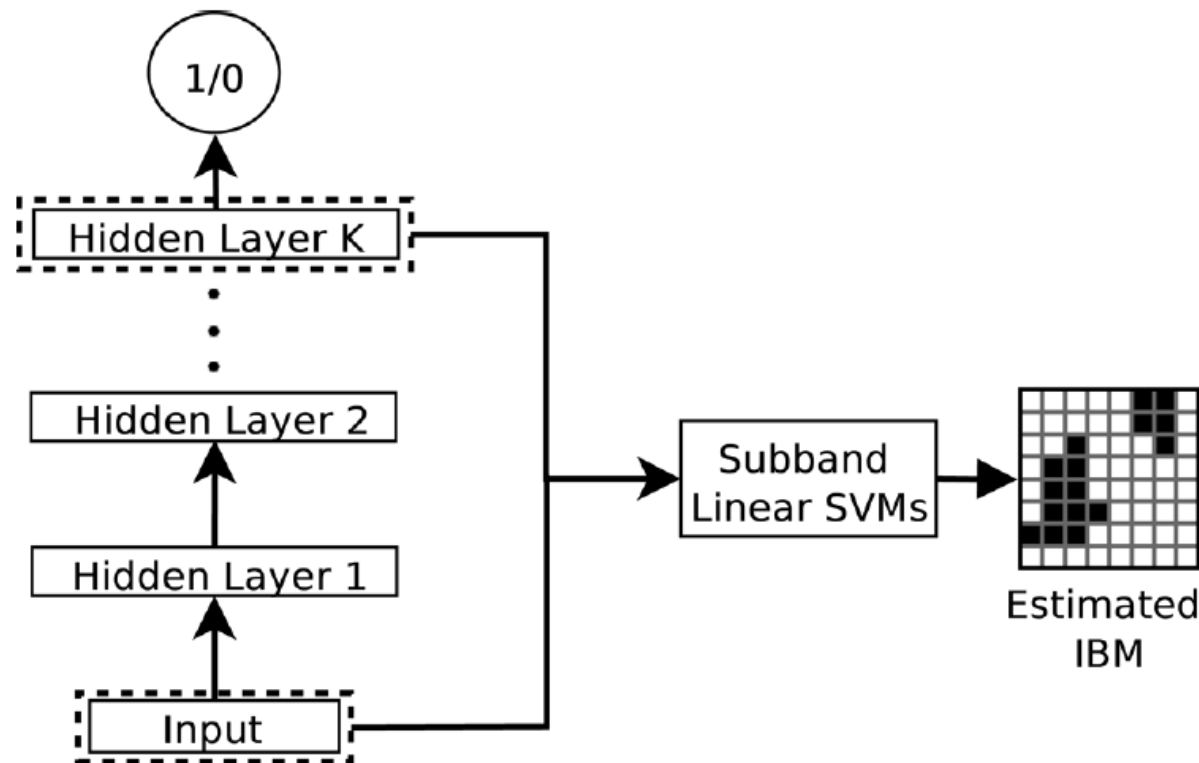 1/0
Hidden Layer K
Hidden Layer 2
Hidden Layer 1
Input
Subband
Linear SVMs
Estimated
IBM